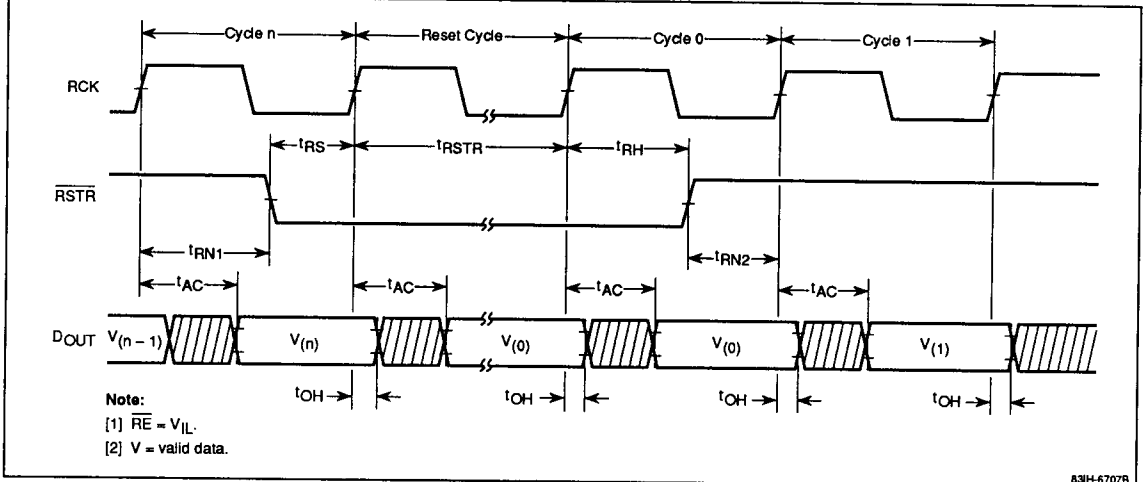 Cycle n Reset Cycle Cycle 0 Cycle 1
RCK
tRS tRSTR tRH
RSTR
tRN1 tRN2
tAC tAC tAC tAC
DOUT V(n – 1) V(n) V(0) V(0) V(1)
tOH tOH tOH tOH
Note:
[1] RE = VIL.
[2] V = valid data.
83IH-6707B